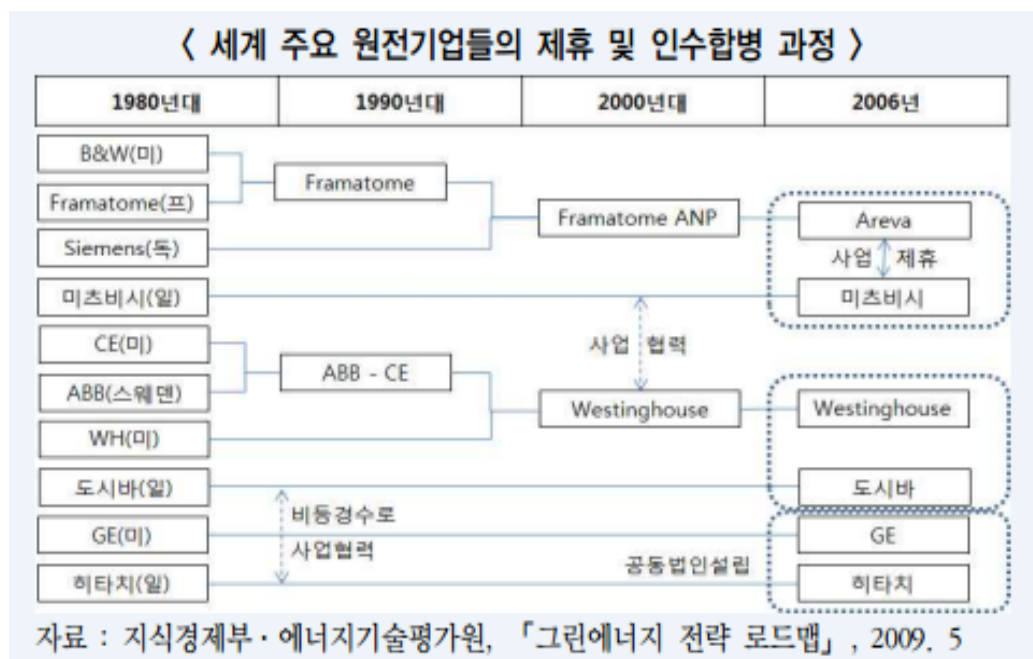 〈 세계 주요 원전기업들의 제휴 및 인수합병 과정 〉
1980년대 1990년대 2000년대 2006년
B&W(미)
Framatome
Framatome(프)
Framatome ANP
Areva
Siemens(독)
사업 제휴
미츠비시(일)
미츠비시
CE(미)
사업 협력
ABB - CE
ABB(스웨덴)
Westinghouse
Westinghouse
WH(미)
도시바(일)
도시바
비등경수로
GE(미)
GE
사업협력
공동법인설립
히타치(일)
히타치
자료 : 지식경제부·에너지기술평가원, 「그린에너지 전략 로드맵」, 2009. 5